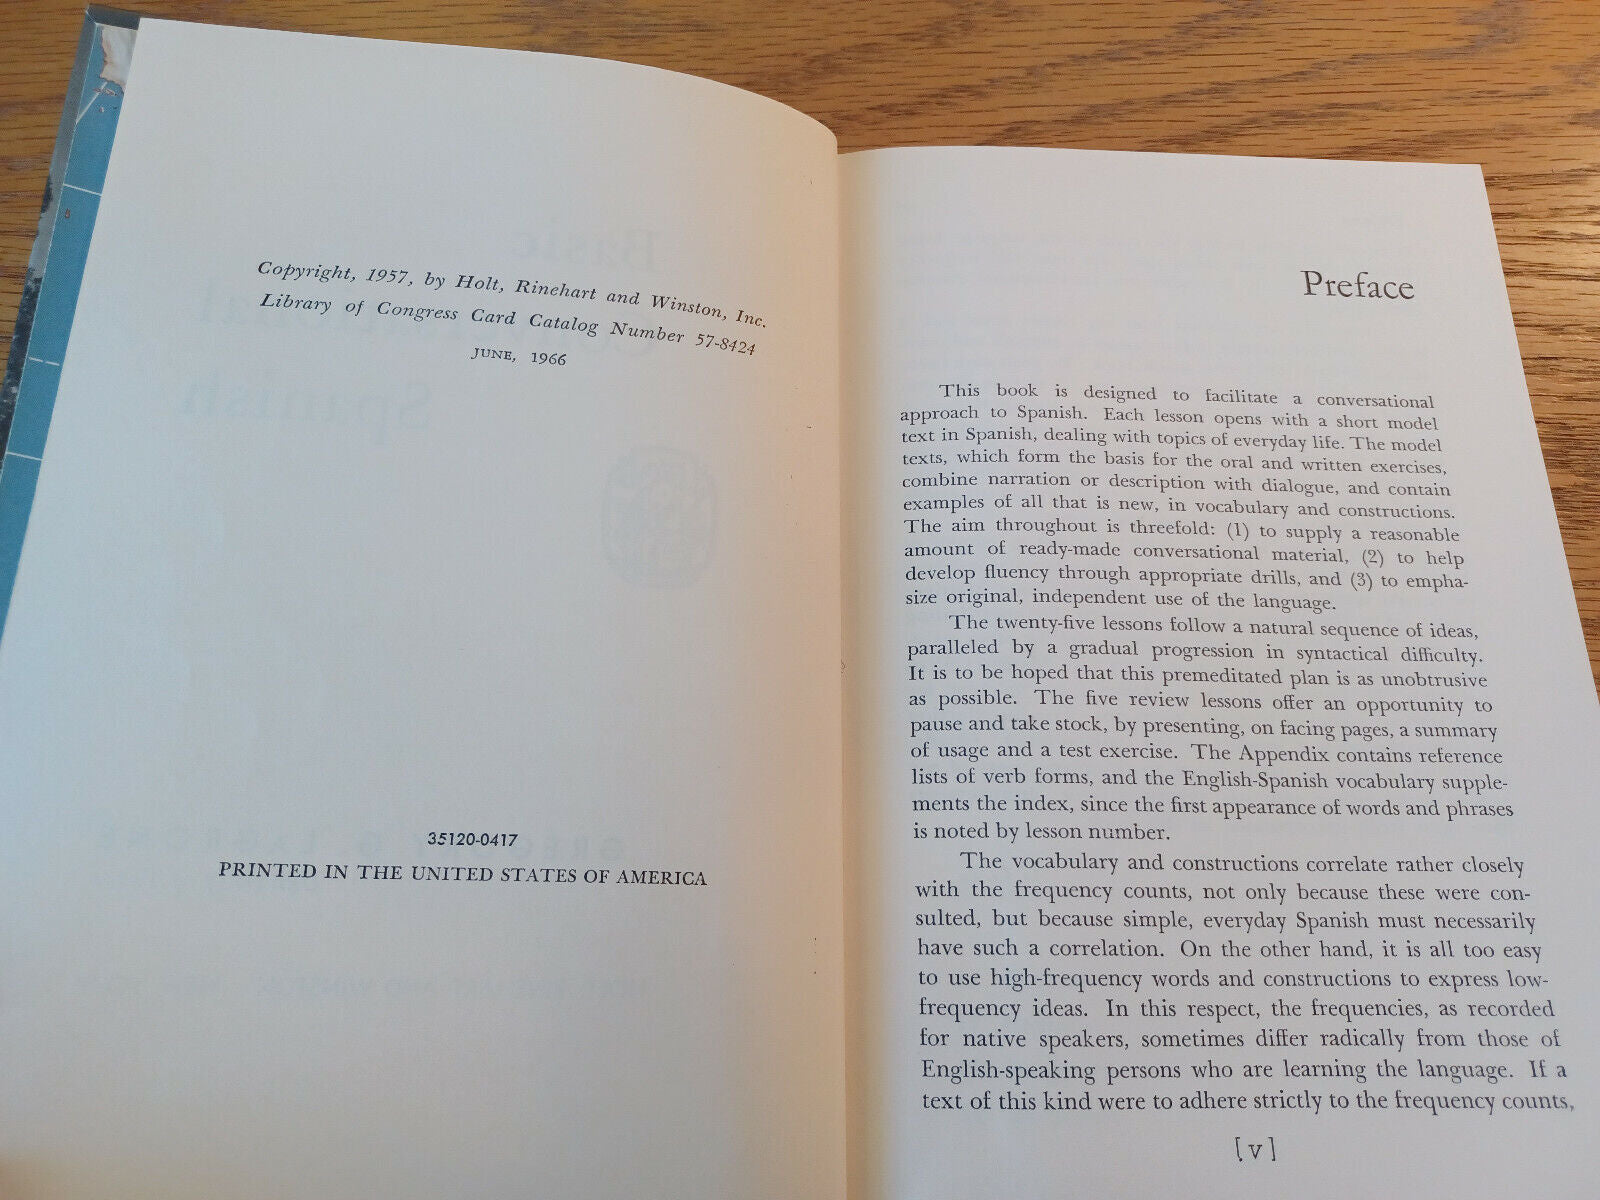 Copyright, 1957, by Holt, Rinehart and Winston, Inc.
Library of Congress Card Catalog Number 57-8424
JUNE, 1966
35120-0417
PRINTED IN THE UNITED STATES OF AMERICA
Preface
This book is designed to facilitate a conversational
approach to Spanish. Each lesson opens with a short model
text in Spanish, dealing with topics of everyday life. The model
texts, which form the basis for the oral and written exercises,
combine narration or description with dialogue, and contain
examples of all that is new, in vocabulary and constructions.
The aim throughout is threefold: (1) to supply a reasonable
amount of ready-made conversational material, (2) to help
develop fluency through appropriate drills, and (3) to empha-
size original, independent use of the language.
The twenty-five lessons follow a natural sequence of ideas,
paralleled by a gradual progression in syntactical difficulty.
It is to be hoped that this premeditated plan is as unobtrusive
as possible. The five review lessons offer an opportunity to
pause and take stock, by presenting, on facing pages, a summary
of usage and a test exercise. The Appendix contains reference
lists of verb forms, and the English-Spanish vocabulary supple-
ments the index, since the first appearance of words and phrases
is noted by lesson number.
The vocabulary and constructions correlate rather closely
with the frequency counts, not only because these were con-
sulted, but because simple, everyday Spanish must necessarily
have such a correlation. On the other hand, it is all too easy
to use high-frequency words and constructions to express low-
frequency ideas. In this respect, the frequencies, as recorded
for native speakers, sometimes differ radically from those of
English-speaking persons who are learning the language. If a
text of this kind were to adhere strictly to the frequency counts,
[v]